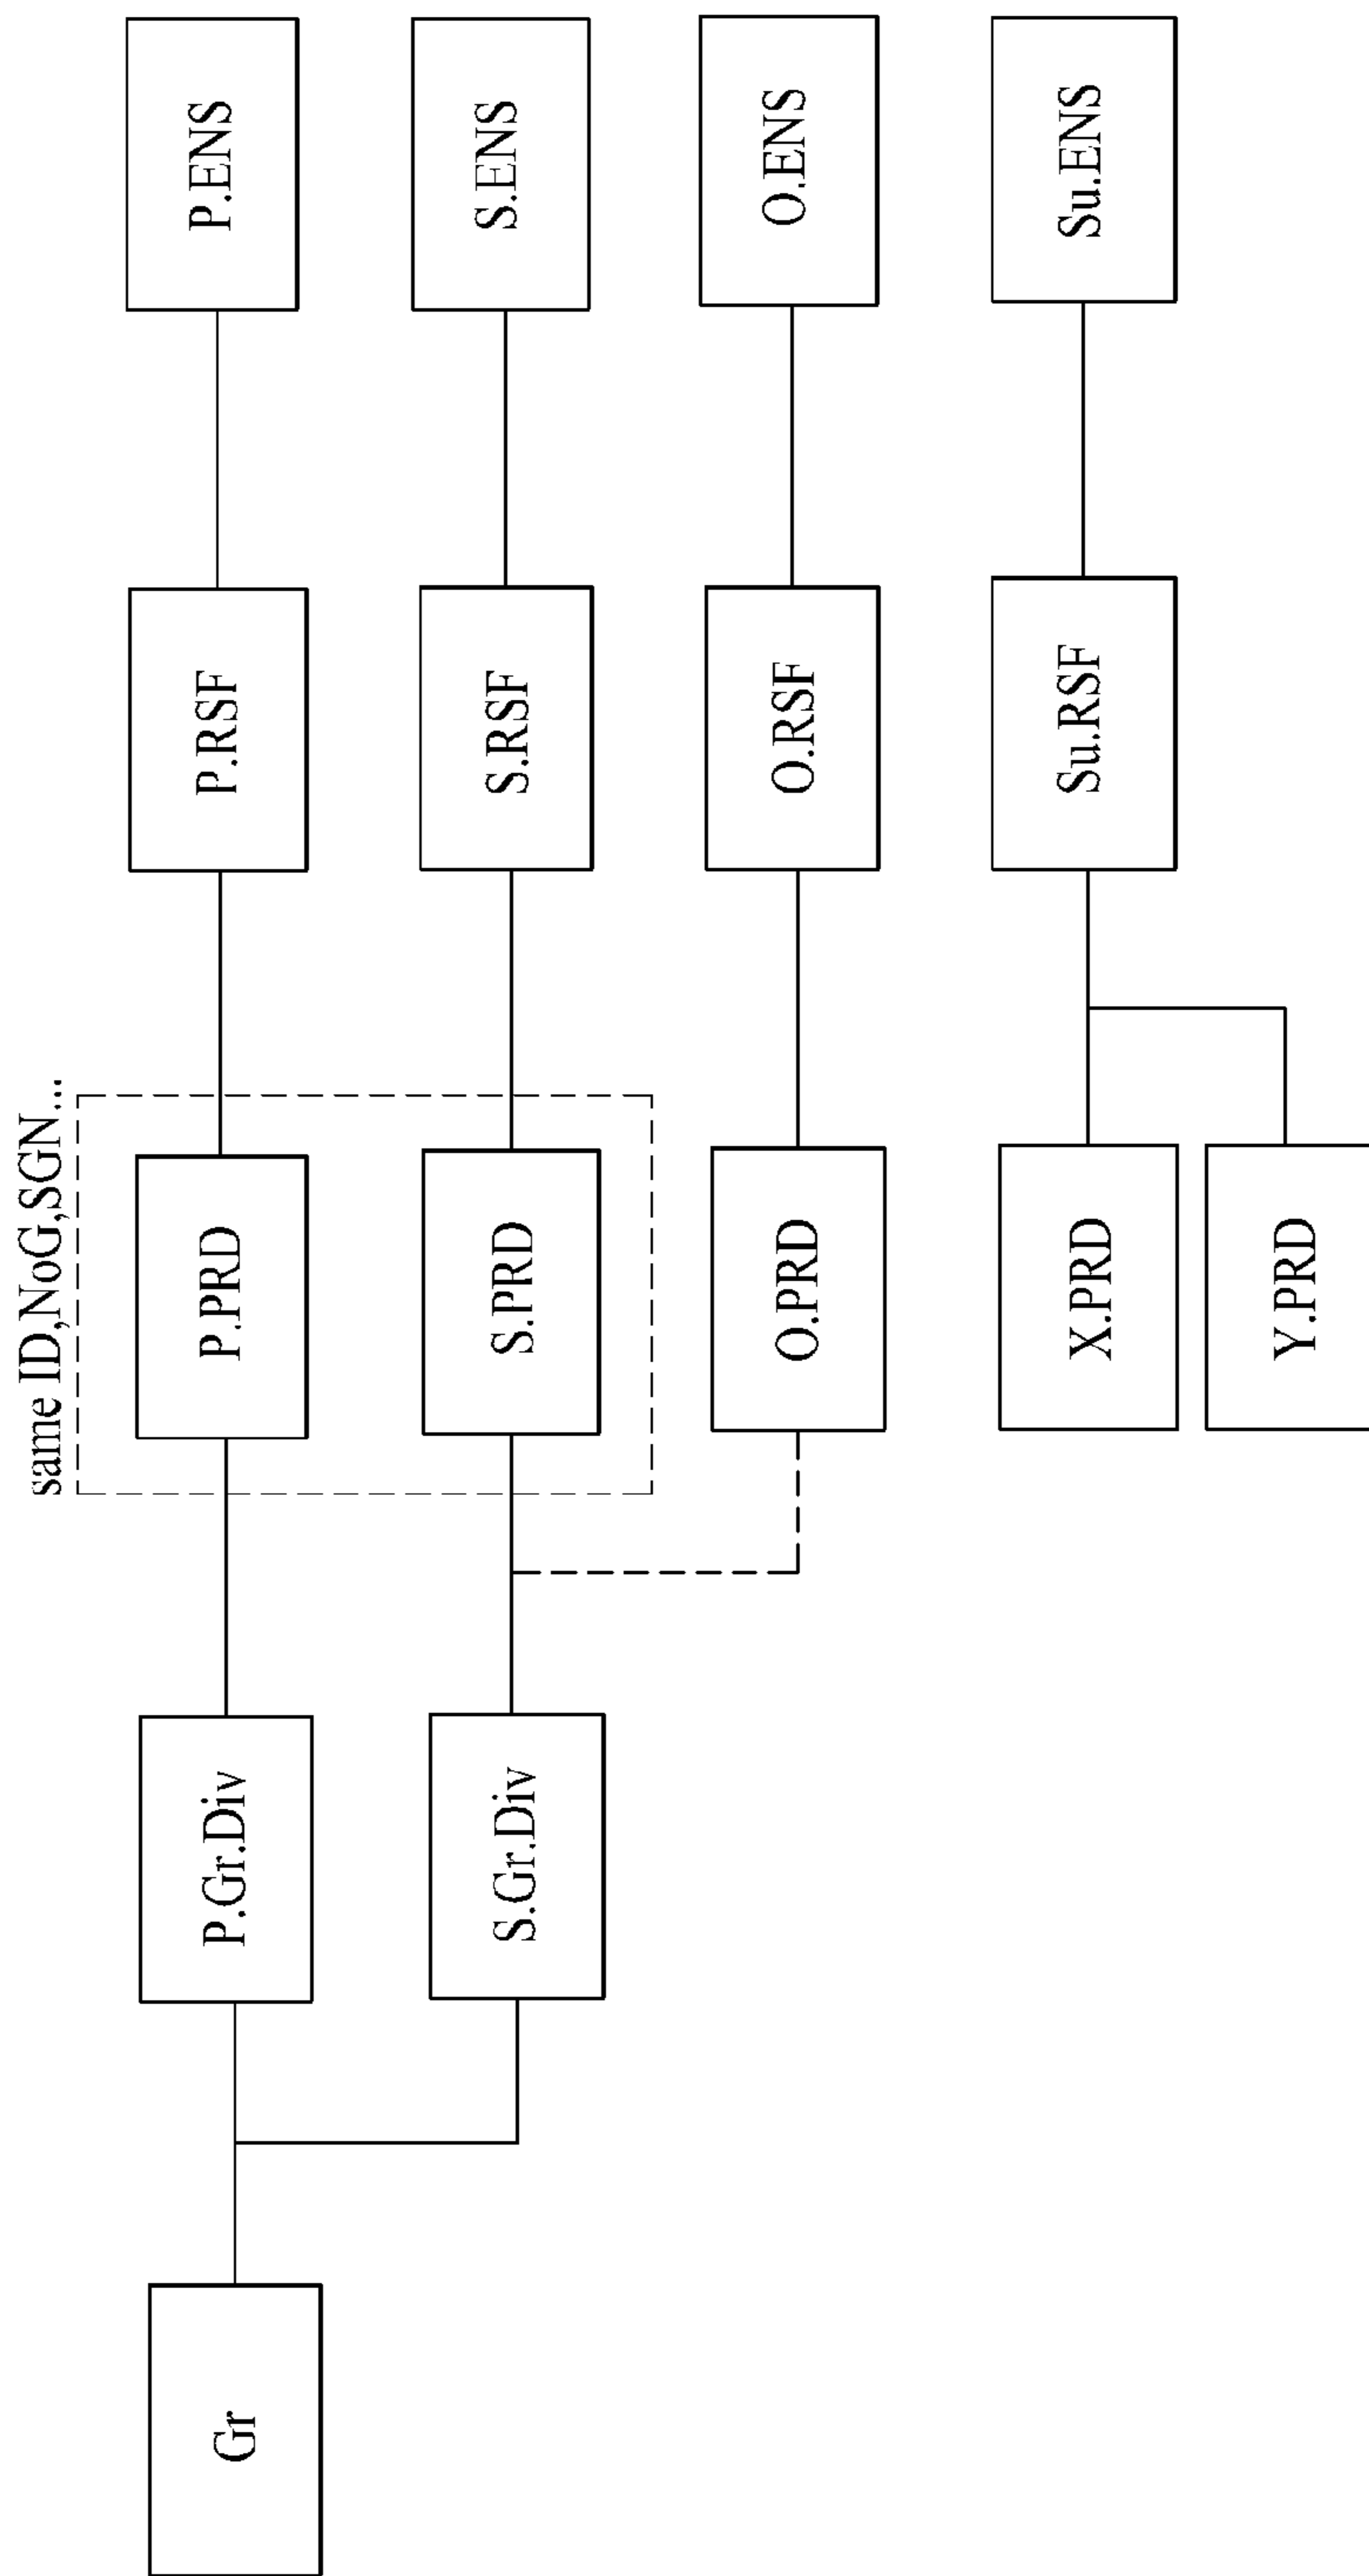 same ID,NoG,SGN...
Gr
P.Gr.Div
P.PRD
P.RSF
P.ENS
S.Gr.Div
S.PRD
S.RSF
S.ENS
O.PRD
O.RSF
O.ENS
X.PRD
Su.RSF
Su.ENS
Y.PRD